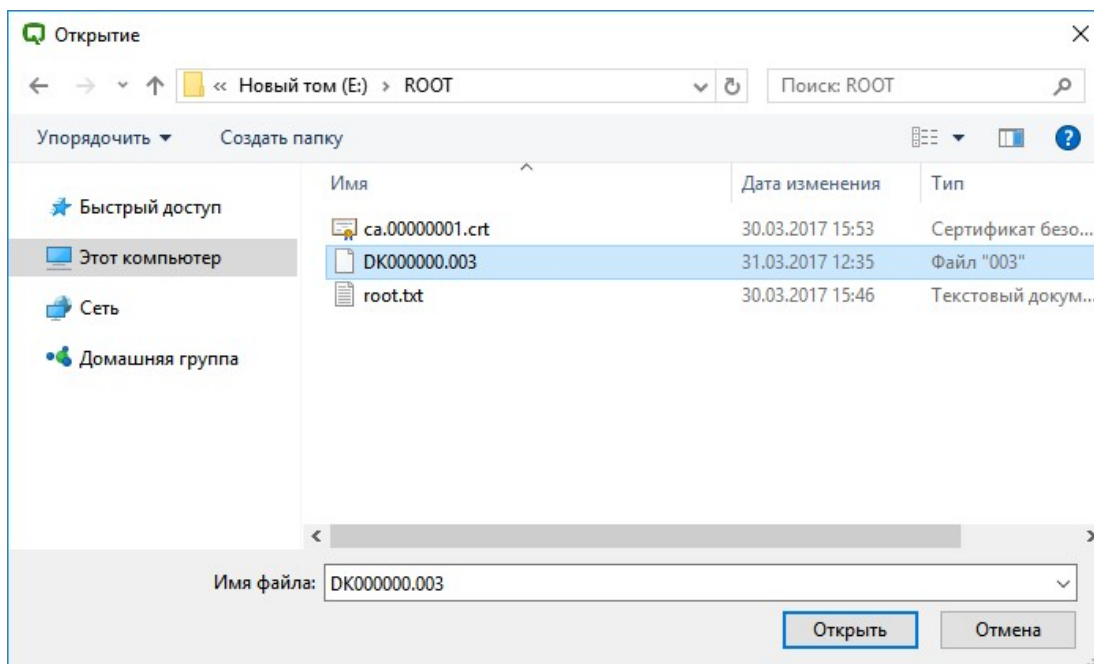 Открытие
« Новый том (E:) > ROOT
Поиск: ROOT
Упорядочить
Создать папку
Имя Дата изменения Тип
Быстрый доступ
Этот компьютер
Сеть
Домашняя группа
ca.00000001.crt 30.03.2017 15:53 Сертификат безо...
DK000000.003 31.03.2017 12:35 Файл "003"
root.txt 30.03.2017 15:46 Текстовый докум...
Имя файла: DK000000.003
Открыть Отмена